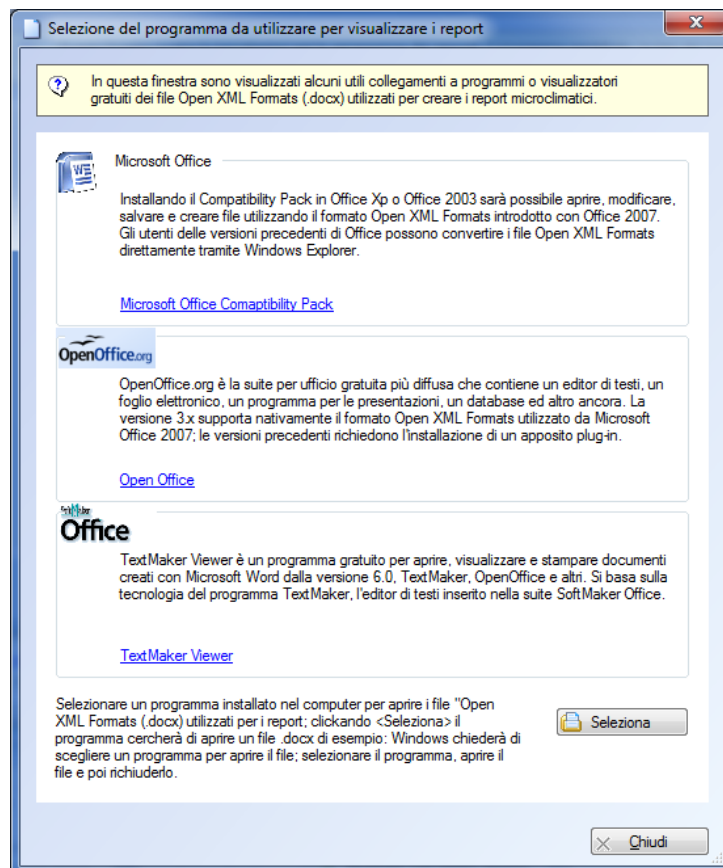 Selezione del programma da utilizzare per visualizzare i report
In questa finestra sono visualizzati alcuni utili collegamenti a programmi o visualizzatori
gratuiti dei file Open XML Formats (.docx) utilizzati per creare i report microclimatici.
Microsoft Office
Installando il Compatibility Pack in Office Xp o Office 2003 sarà possibile aprire, modificare,
salvare e creare file utilizzando il formato Open XML Formats introdotto con Office 2007.
Gli utenti delle versioni precedenti di Office possono convertire i file Open XML Formats
direttamente tramite Windows Explorer.
Microsoft Office Comaptibility Pack
OpenOffice.org
OpenOffice.org è la suite per ufficio gratuita più diffusa che contiene un editor di testi, un
foglio elettronico, un programma per le presentazioni, un database ed altro ancora. La
versione 3.x supporta nativamente il formato Open XML Formats utilizzato da Microsoft
Office 2007; le versioni precedenti richiedono l'installazione di un apposito plug-in.
Open Office
Office
TextMaker Viewer è un programma gratuito per aprire, visualizzare e stampare documenti
creati con Microsoft Word dalla versione 6.0, TextMaker, OpenOffice e altri. Si basa sulla
tecnologia del programma TextMaker, l'editor di testi inserito nella suite SoftMaker Office.
TextMaker Viewer
Selezionare un programma installato nel computer per aprire i file "Open
XML Formats (.docx) utilizzati per i report; clickando <Seleziona> il
programma cercherà di aprire un file .docx di esempio: Windows chiederà di
scegliere un programma per aprire il file; selezionare il programma, aprire il
file e poi richiuderlo.
Seleziona
Chiudi